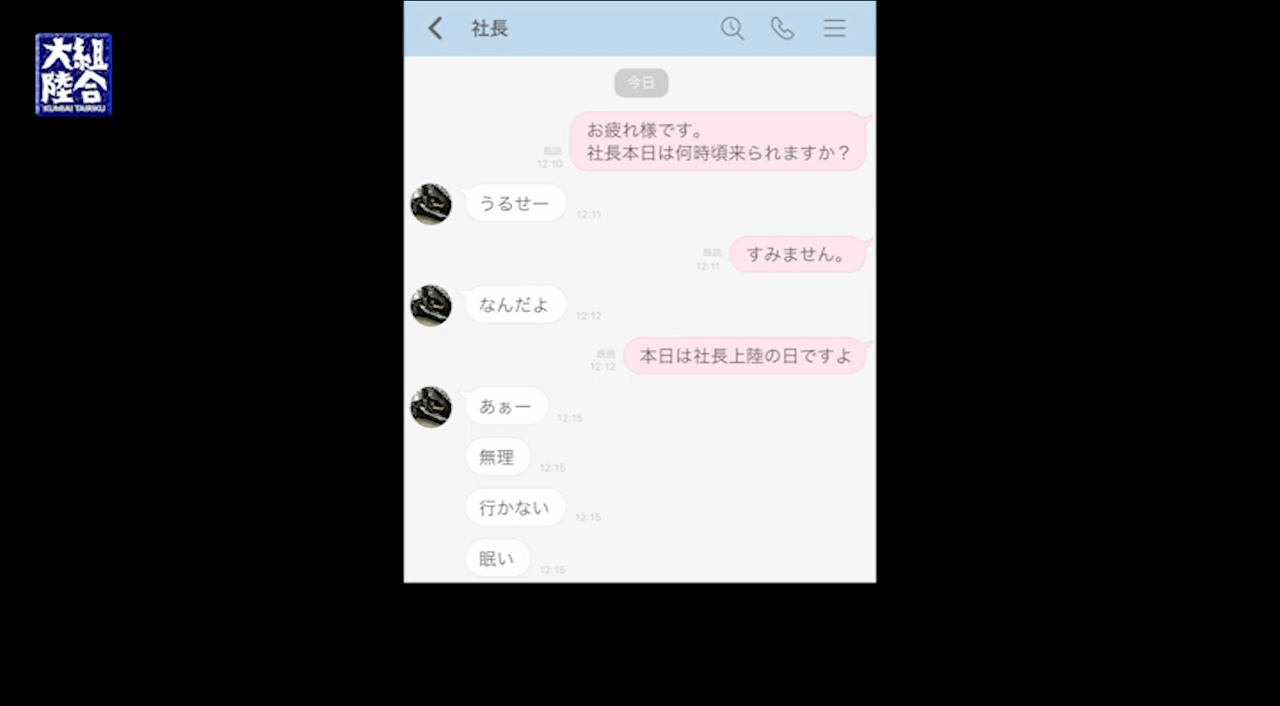 大組
陸合
KUMIAI TAIRIKU
社長
今日
お疲れ様です。
社長本日は何時頃来られますか？
既読
12:10
うるせー
12:11
すみません。
既読
12:11
なんだよ
12:12
本日は社長上陸の日ですよ
既読
12:12
あぁー
12:15
無理
12:15
行かない
12:15
眠い
12:15